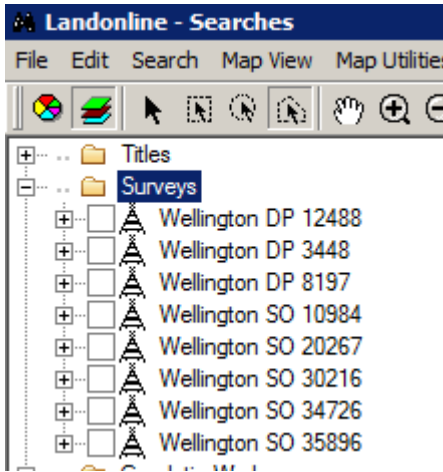 Landonline - Searches
File Edit Search Map View Map Utilities
Titles
Surveys
Wellington DP 12488
Wellington DP 3448
Wellington DP 8197
Wellington SO 10984
Wellington SO 20267
Wellington SO 30216
Wellington SO 34726
Wellington SO 35896